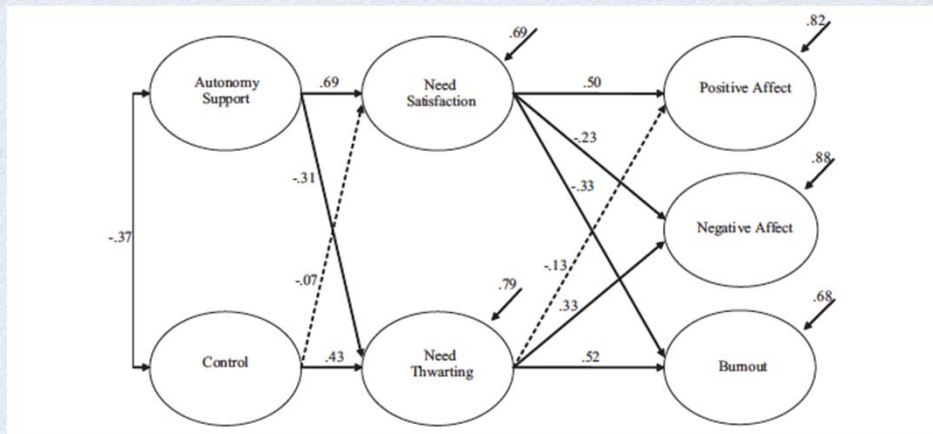 .82
.69
Autonomy
Support
.69
Need
Satisfaction
.50
Positive Affect
-.23
.88
-.31
-.33
Negative Affect
-.37
-.13
-.07
.79
.33
.68
Control
.43
Need
Thwarting
.52
Burnout